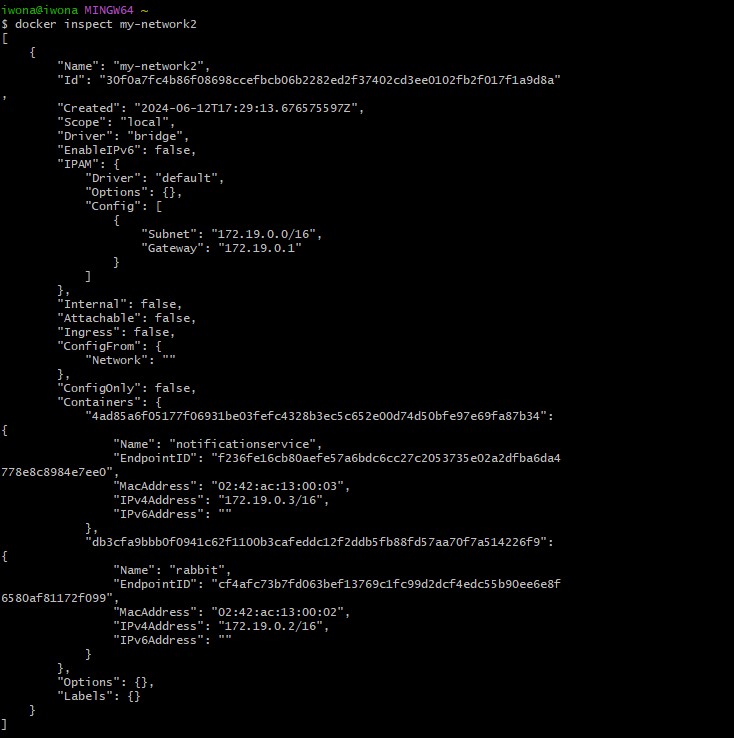 iwona@iwona MINGW64 ~
$ docker inspect my-network2
[
    {
        "Name": "my-network2",
        "Id": "30f0a7fc4b86f08698ccefbcb06b2282ed2f37402cd3ee0102fb2f017f1a9d8a"
,
        "Created": "2024-06-12T17:29:13.676575597Z",
        "Scope": "local",
        "Driver": "bridge",
        "EnableIPv6": false,
        "IPAM": {
            "Driver": "default",
            "Options": {},
            "Config": [
                {
                    "Subnet": "172.19.0.0/16",
                    "Gateway": "172.19.0.1"
                }
            ]
        },
        "Internal": false,
        "Attachable": false,
        "Ingress": false,
        "ConfigFrom": {
            "Network": ""
        },
        "ConfigOnly": false,
        "Containers": {
            "4ad85a6f05177f06931be03fefc4328b3ec5c652e00d74d50bfe97e69fa87b34":
{
                "Name": "notificationservice",
                "EndpointID": "f236fe16cb80aefe57a6bdc6cc27c2053735e02a2dfba6da4
778e8c8984e7ee0",
                "MacAddress": "02:42:ac:13:00:03",
                "IPv4Address": "172.19.0.3/16",
                "IPv6Address": ""
            },
            "db3cfa9bbb0f0941c62f1100b3cafeddc12f2ddb5fb88fd57aa70f7a514226f9":
{
                "Name": "rabbit",
                "EndpointID": "cf4afc73b7fd063bef13769c1fc99d2dcf4edc55b90ee6e8f
6580af81172f099",
                "MacAddress": "02:42:ac:13:00:02",
                "IPv4Address": "172.19.0.2/16",
                "IPv6Address": ""
            }
        },
        "Options": {},
        "Labels": {}
    }
]